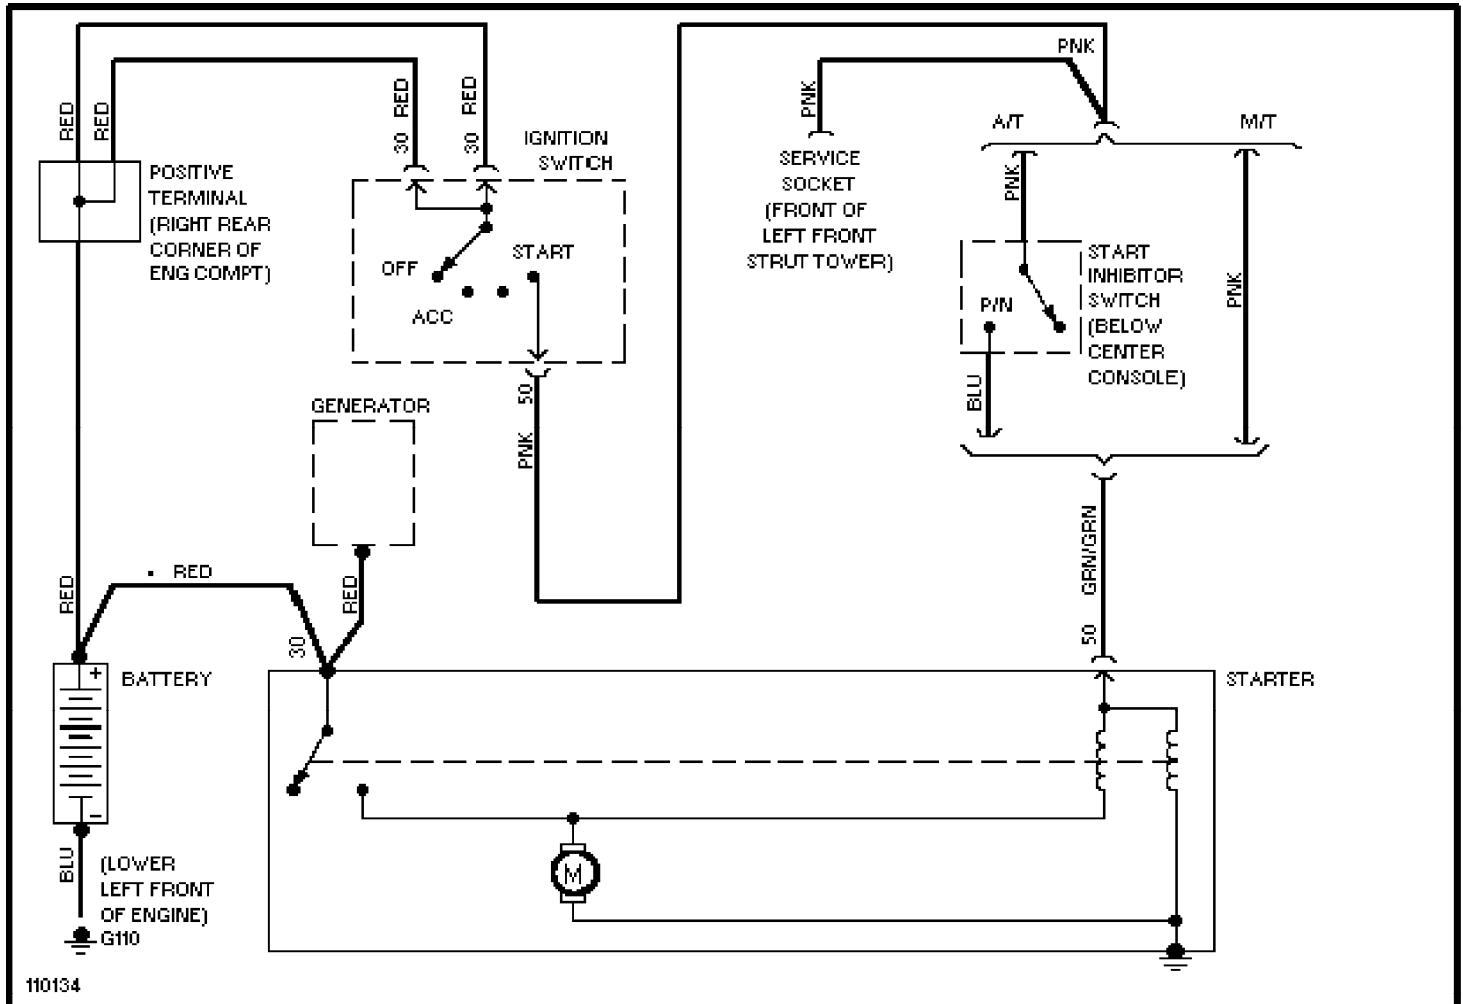 PNK
RED
RED
RED
RED
30
30
PNK
A/T
M/T
IGNITION
SWITCH
POSITIVE
TERMINAL
(RIGHT REAR
CORNER OF
ENG COMPT)
SERVICE
SOCKET
(FRONT OF
LEFT FRONT
STRUT TOWER)
PNK
OFF
START
ACC
START
INHIBITOR
SWITCH
(BELOW
CENTER
CONSOLE)
P/N
PNK
BLU
50
PNK
GENERATOR
RED
RED
RED
30
GRN/GRN
50
BATTERY
+
-
STARTER
M
BLU
(LOWER
LEFT FRONT
OF ENGINE)
G110
110134